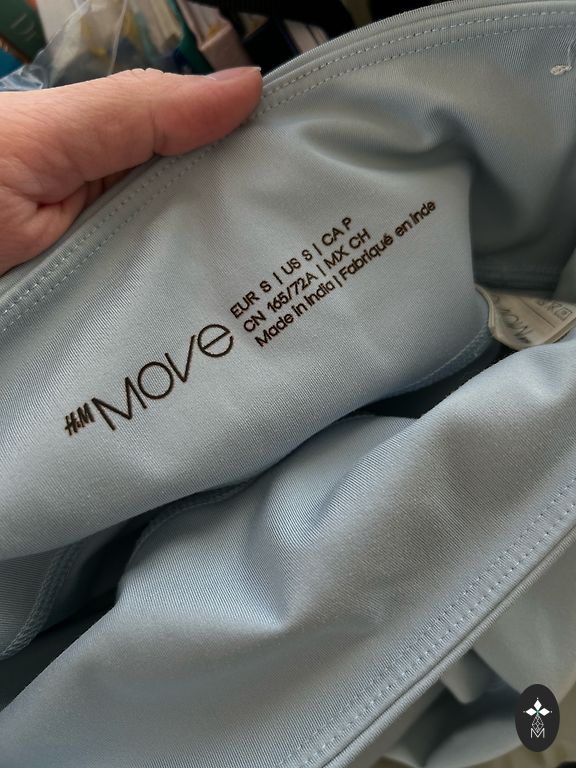 H&M MOVE
EUR S | US S | CA P
CN 165/72A | MX CH
Made in India | Fabriqué en Inde